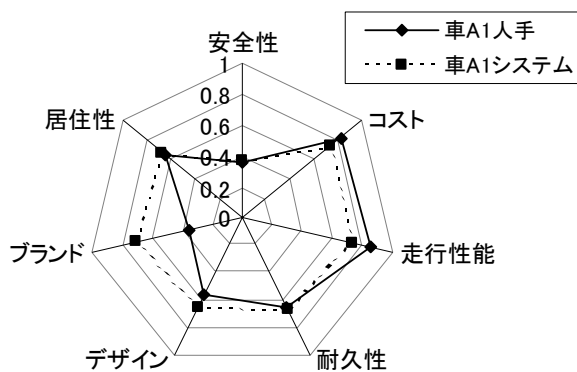 車A1人手
車A1システム
安全性
コスト
走行性能
耐久性
デザイン
ブランド
居住性
1
0.8
0.6
0.4
0.2
0